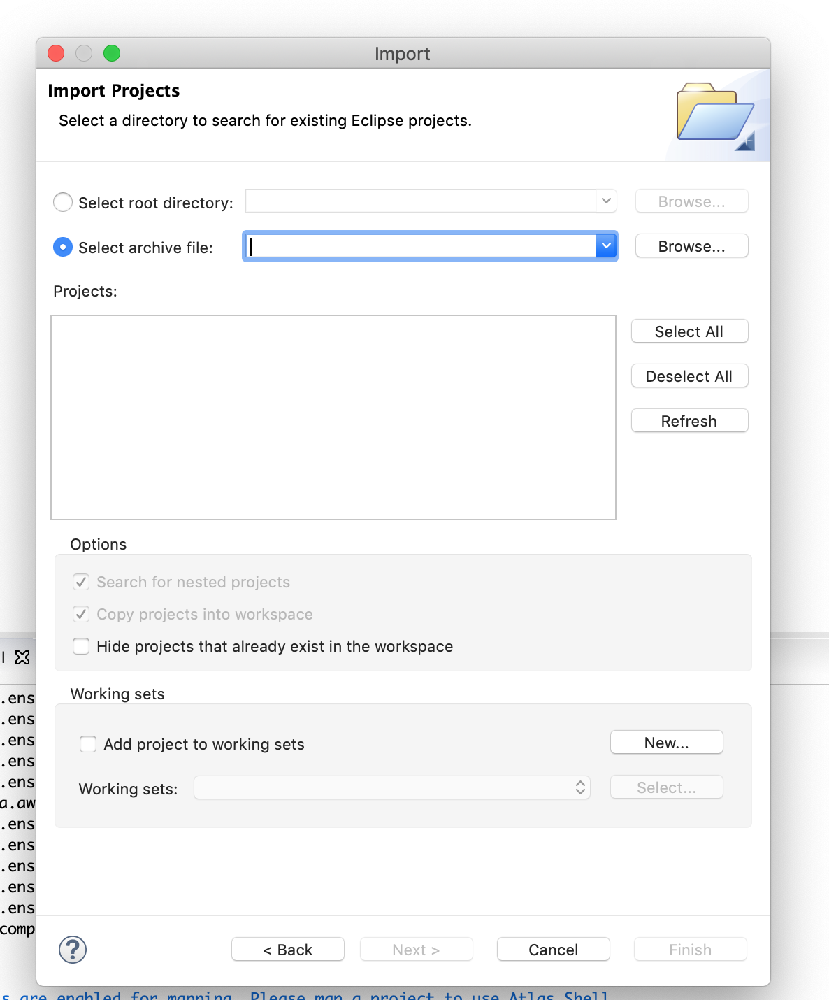 Import
Import Projects
Select a directory to search for existing Eclipse projects.
Select root directory:
Browse...
Select archive file:
Browse...
Projects:
Select All
Deselect All
Refresh
Options
Search for nested projects
Copy projects into workspace
Hide projects that already exist in the workspace
Working sets
Add project to working sets
New...
Working sets:
Select...
? < Back Next > Cancel Finish
l
.ens
.ens
.ens
.ens
.ens
a.aw
.ens
.ens
.ens
.ens
.ens
comp
s are enabled for mapping. Please map a project to use Atlas Shell